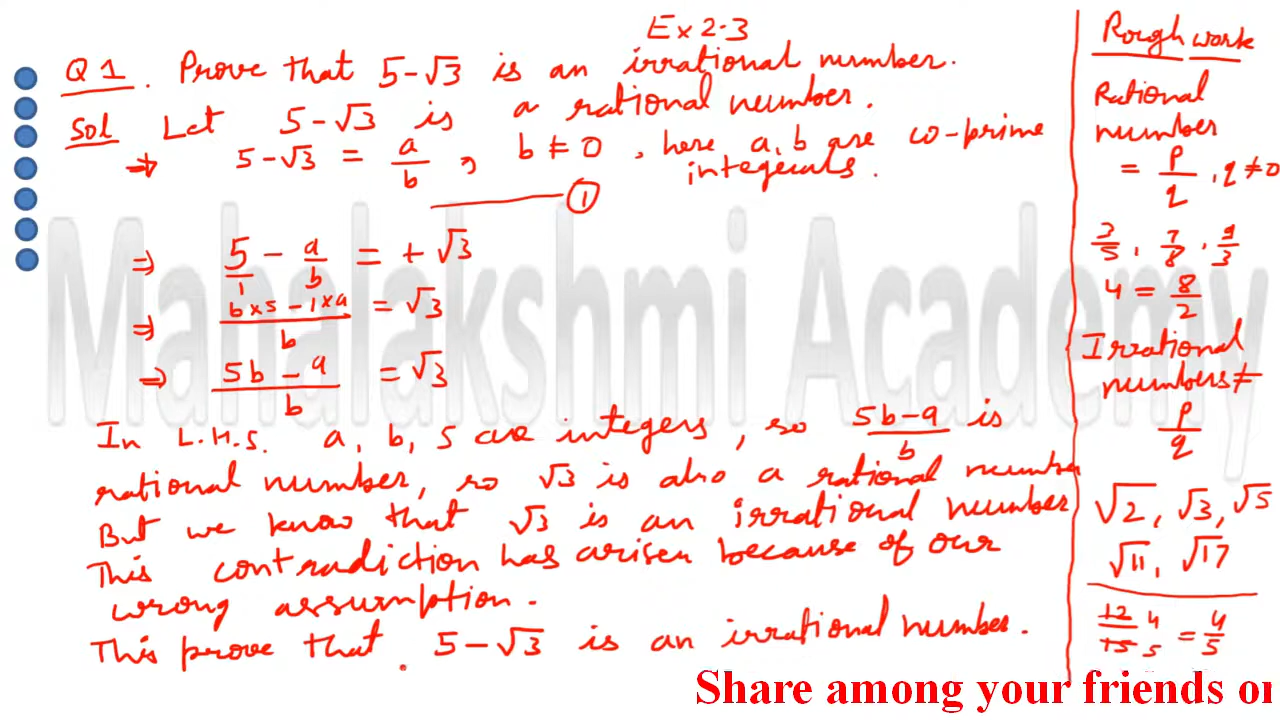 Ex 2.3
Q1. Prove that 5-√3 is an irrational number.
Sol Let 5-√3 is a rational number.
⇒ 5-√3 = a/b, b≠0, here a, b are co-prime
integerals.
①
⇒ 5/1 - a/b = + √3
⇒ (b×5 - 1×a)/b = √3
⇒ (5b - a)/b = √3
In L.H.S. a, b, 5 are integers, so (5b-a)/b is
rational number, so √3 is also a rational number
But we know that √3 is an irrational number
This contradiction has arisen because of our
wrong assumption.
This prove that 5-√3 is an irrational number.
Rough work
Rational
number
= p/q, q≠0
3/5, 7/8, 9/3
4 = 8/2
Irrational
numbers ≠
p/q
√2, √3, √5
√11, √17
12/15 4/5 = 4/5
Mahalakshmi Academy
Share among your friends or